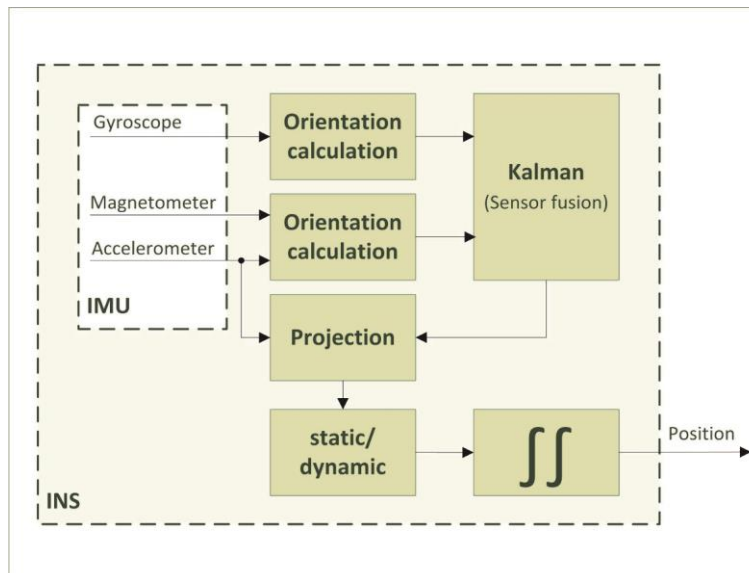 Gyroscope
Orientation
calculation
Kalman
(Sensor fusion)
Magnetometer
Orientation
calculation
Accelerometer
IMU
Projection
static/
dynamic
∫∫
Position
INS